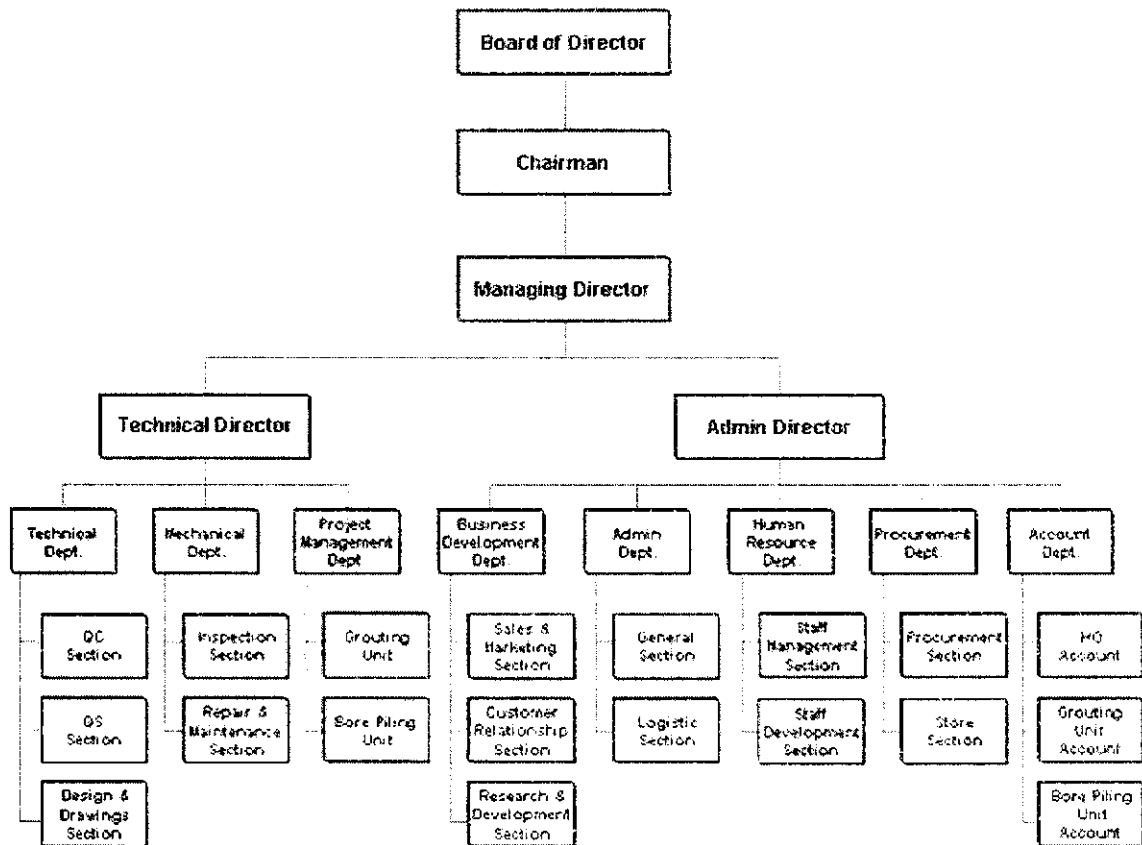 Board of Director
Chairman
Managing Director
Technical Director
Admin Director
Technical
Dept.
Mechanical
Dept.
Project
Management
Dept
Business
Development
Dept.
Admin
Dept.
Human
Resource
Dept.
Procurement
Dept.
Account
Dept.
QC
Section
Inspection
Section
Grouting
Unit
Sales &
Marketing
Section
General
Section
Staff
Management
Section
Procurement
Section
HO
Account
QS
Section
Repair &
Maintenance
Section
Bore Piling
Unit
Customer
Relationship
Section
Logistic
Section
Staff
Development
Section
Store
Section
Grouting
Unit
Account
Design &
Drawings
Section
Research &
Development
Section
Bore Piling
Unit
Account